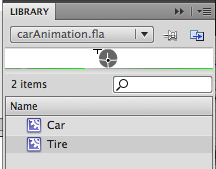 LIBRARY
carAnimation.fla
2 items
Name
Car
Tire